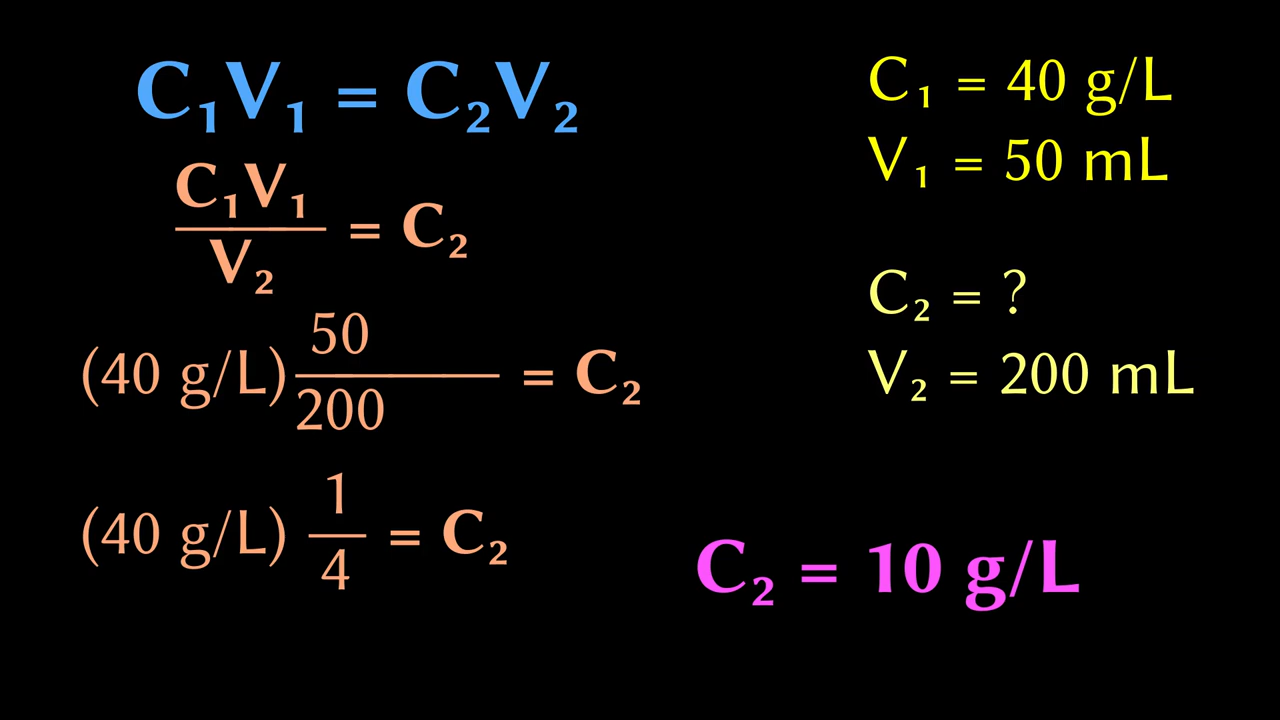 C₁V₁ = C₂V₂
C₁V₁
V₂
= C₂
(40 g/L) 50
200
= C₂
(40 g/L) 1
4
= C₂
C₁ = 40 g/L
V₁ = 50 mL
C₂ = ?
V₂ = 200 mL
C₂ = 10 g/L